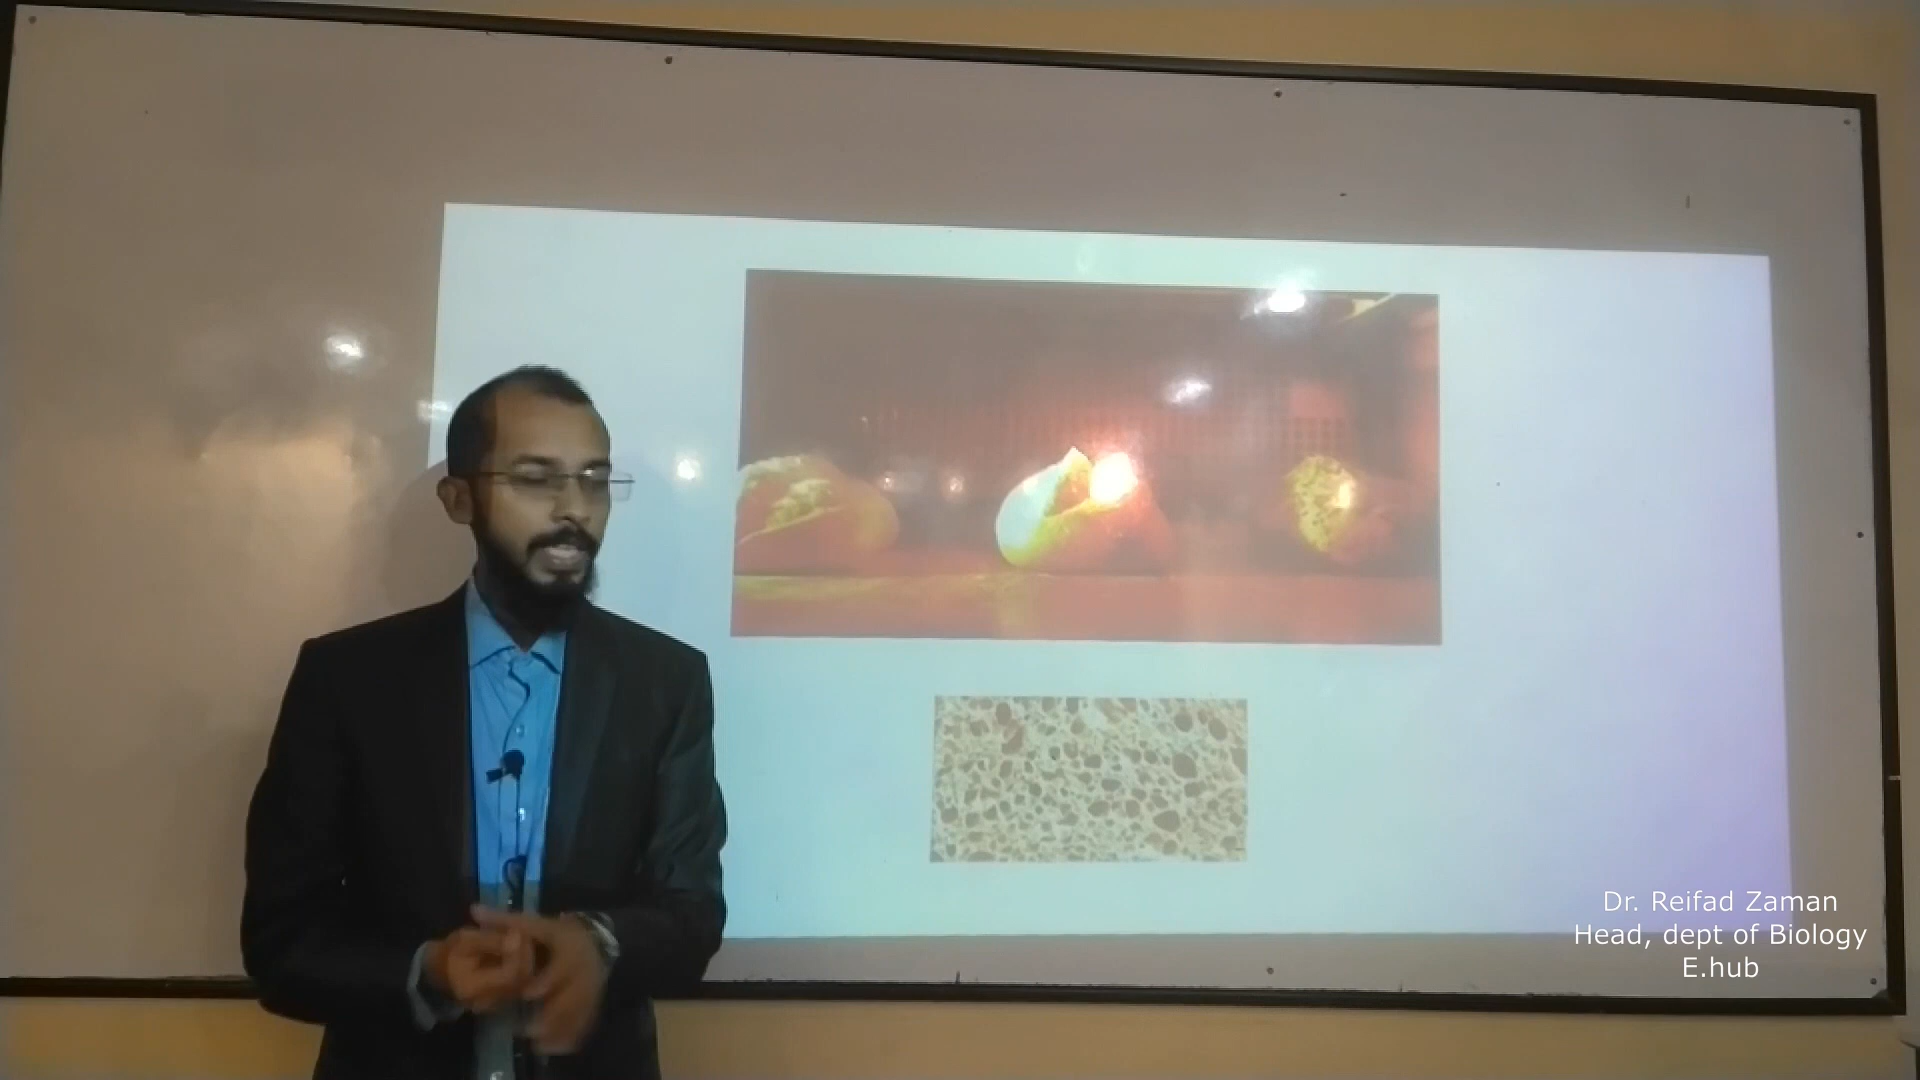 Dr. Reifad Zaman
Head, dept of Biology
E.hub